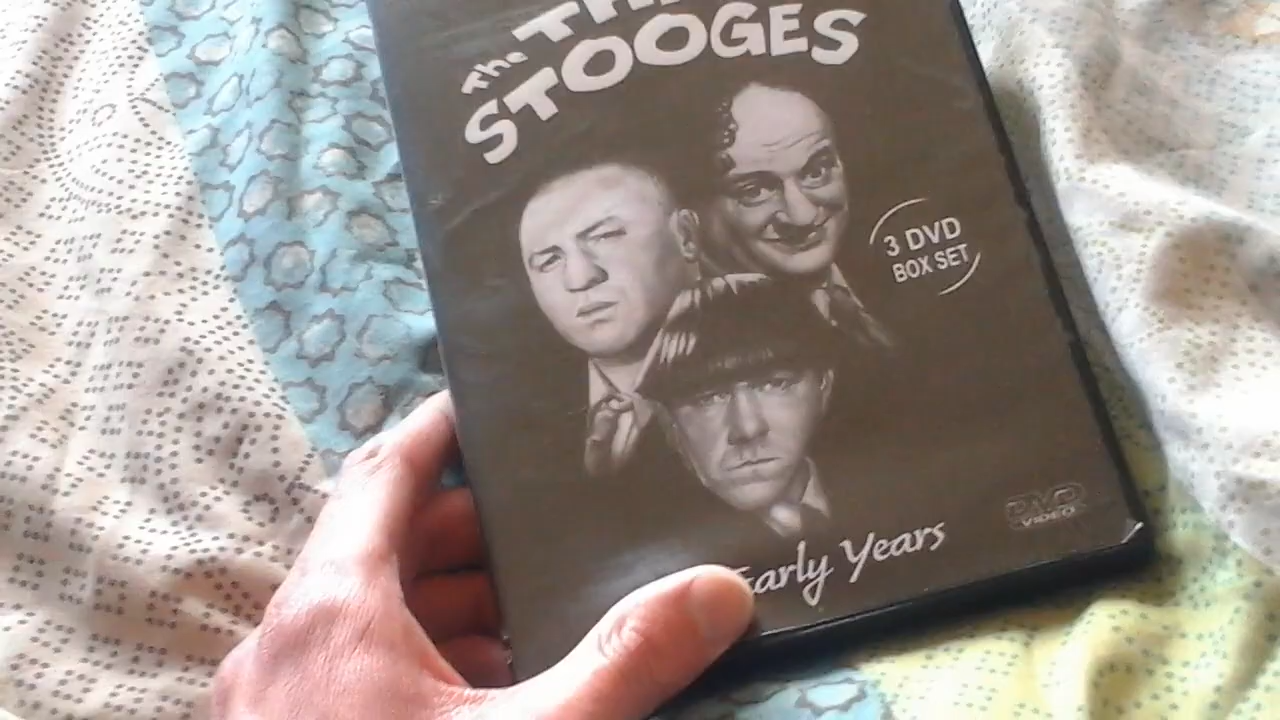 The
STOOGES
3 DVD
BOX SET
Early Years
DVD
VIDEO